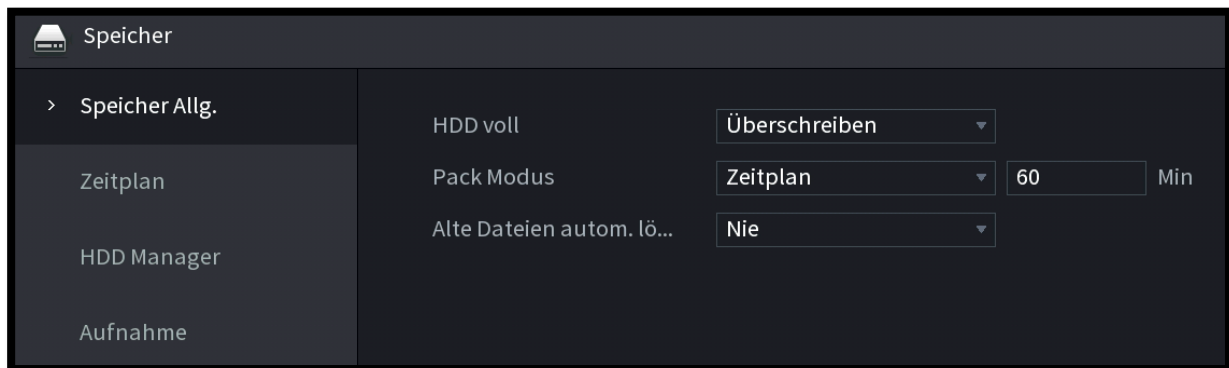 Speicher
> Speicher Allg.
Zeitplan
HDD Manager
Aufnahme
HDD voll Überschreiben
Pack Modus Zeitplan 60 Min
Alte Dateien autom. lö... Nie